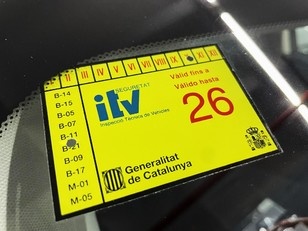 II III IV V VI VII VIII IX XI XII
B-14
B-15
B-05
B-07
B-11
B-09
B-17
M-01
M-05
SEGURETAT
itv
Inspecció Tècnica de Vehicles
Vàlid fins a
Válido hasta
26
Generalitat
de Catalunya